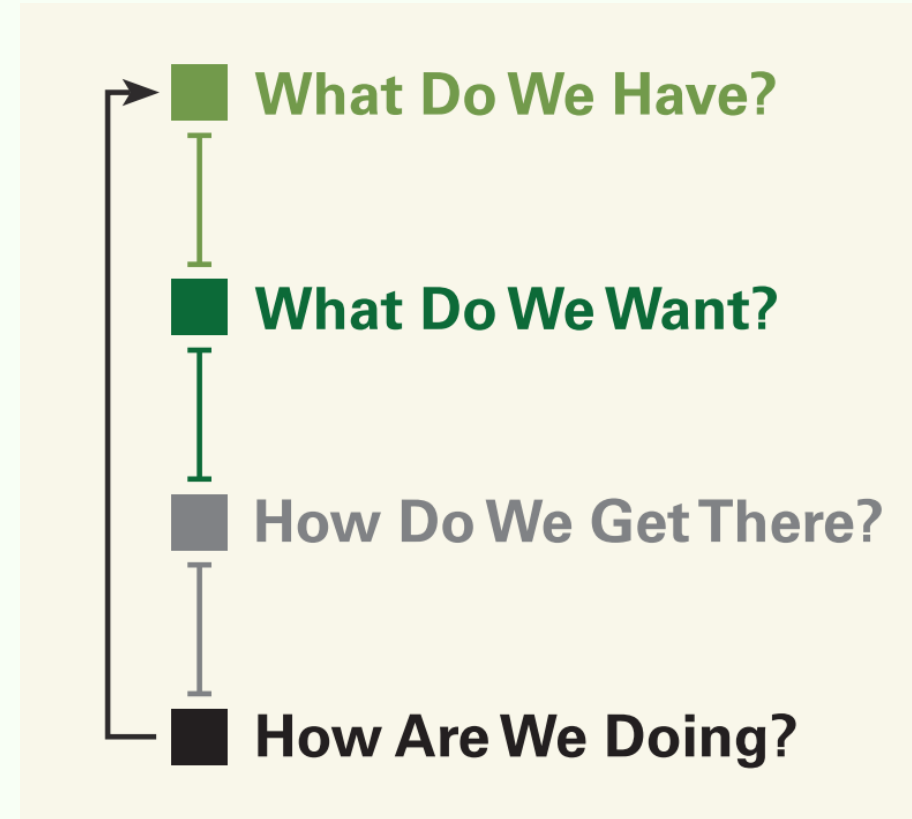 What Do We Have?
What Do We Want?
How Do We Get There?
How Are We Doing?